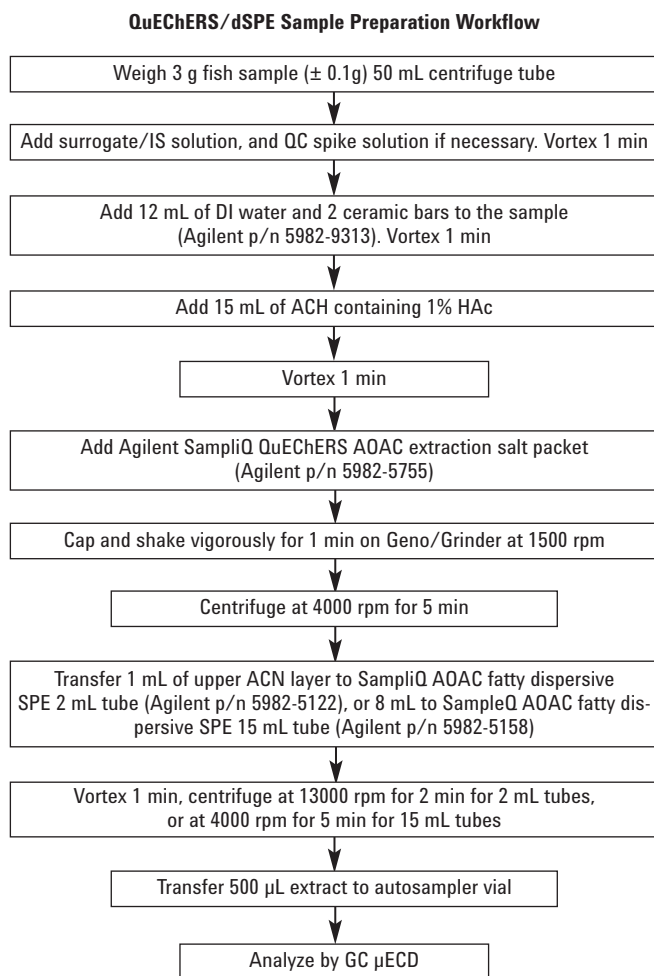 QuEChERS/dSPE Sample Preparation Workflow
Weigh 3 g fish sample (± 0.1g) 50 mL centrifuge tube
Add surrogate/IS solution, and QC spike solution if necessary. Vortex 1 min
Add 12 mL of DI water and 2 ceramic bars to the sample
(Agilent p/n 5982-9313). Vortex 1 min
Add 15 mL of ACH containing 1% HAc
Vortex 1 min
Add Agilent SampliQ QuEChERS AOAC extraction salt packet
(Agilent p/n 5982-5755)
Cap and shake vigorously for 1 min on Geno/Grinder at 1500 rpm
Centrifuge at 4000 rpm for 5 min
Transfer 1 mL of upper ACN layer to SampliQ AOAC fatty dispersive
SPE 2 mL tube (Agilent p/n 5982-5122), or 8 mL to SampleQ AOAC fatty dis-
persive SPE 15 mL tube (Agilent p/n 5982-5158)
Vortex 1 min, centrifuge at 13000 rpm for 2 min for 2 mL tubes,
or at 4000 rpm for 5 min for 15 mL tubes
Transfer 500 µL extract to autosampler vial
Analyze by GC µECD